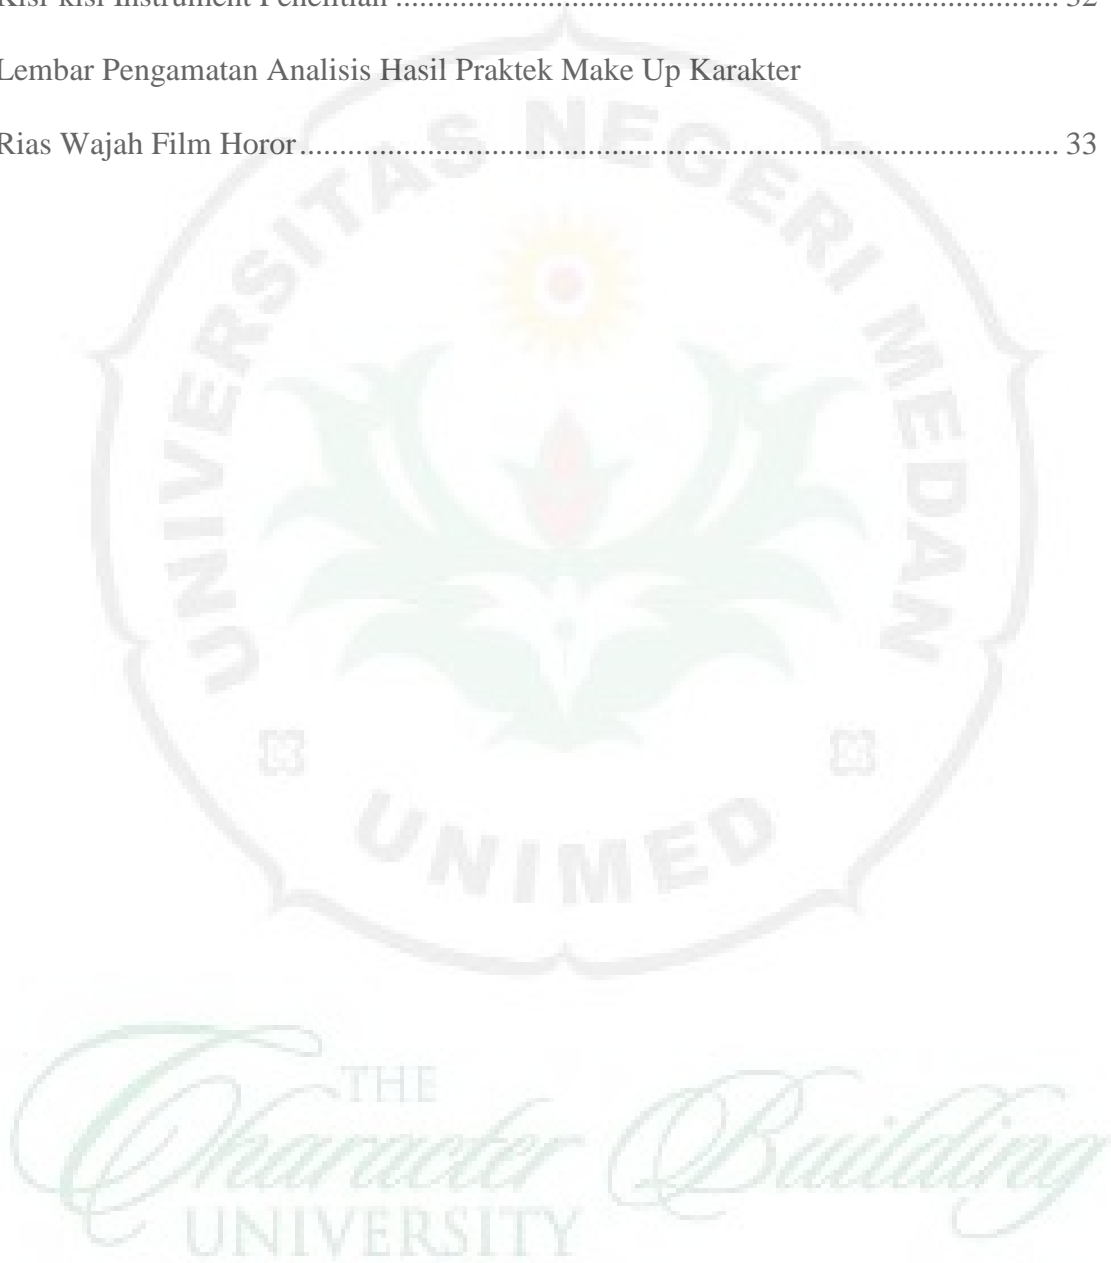 Kisi-kisi Instrument Penelitian ................................................................................... 32
Lembar Pengamatan Analisis Hasil Praktek Make Up Karakter
Rias Wajah Film Horor ............................................................................................... 33
UNIVERSITAS NEGERI MEDAN
UNIMED
THE
Character Building
UNIVERSITY